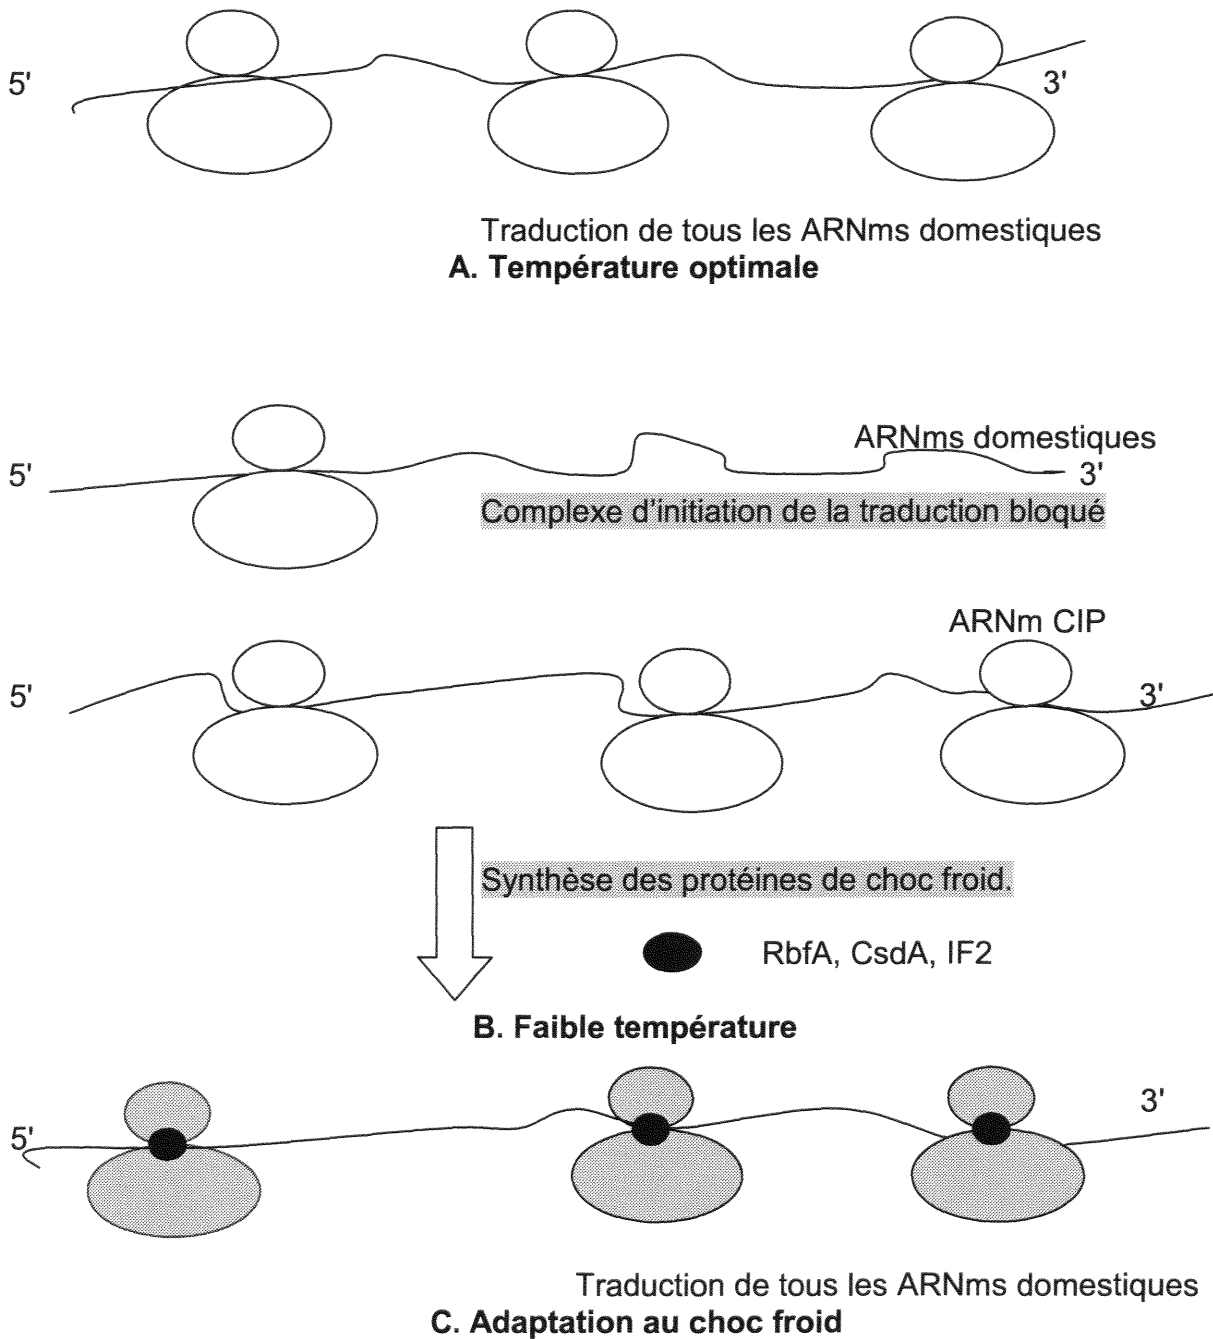 5'
3'
Traduction de tous les ARNms domestiques
A. Température optimale
ARNms domestiques
5'
3'
Complexe d'initiation de la traduction bloqué
ARNm CIP
5'
3'
Synthèse des protéines de choc froid.
RbfA, CsdA, IF2
B. Faible température
3'
5'
Traduction de tous les ARNms domestiques
C. Adaptation au choc froid